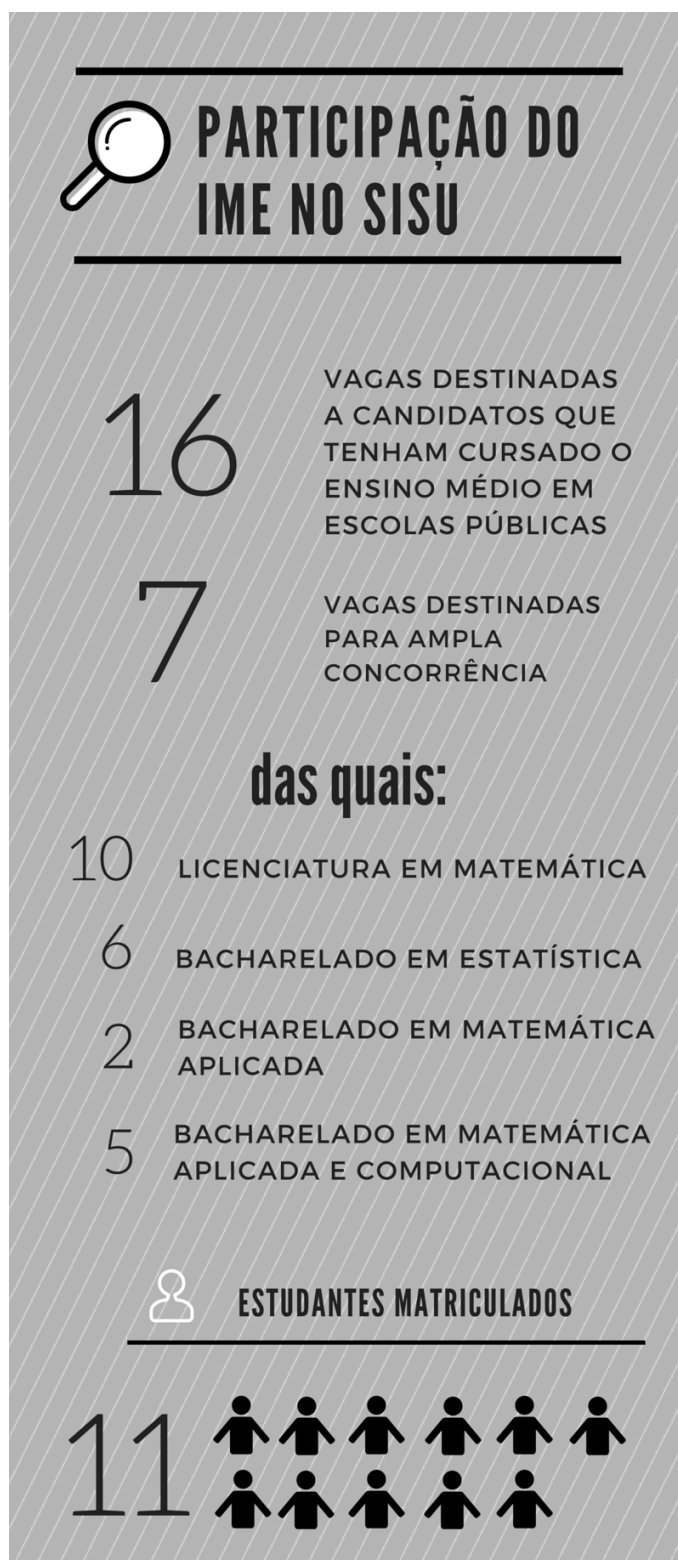 PARTICIPAÇÃO DO
IME NO SISU
16
VAGAS DESTINADAS
A CANDIDATOS QUE
TENHAM CURSADO O
ENSINO MÉDIO EM
ESCOLAS PÚBLICAS
7
VAGAS DESTINADAS
PARA AMPLA
CONCORRÊNCIA
das quais:
10 LICENCIATURA EM MATEMÁTICA
6 BACHARELADO EM ESTATÍSTICA
2 BACHARELADO EM MATEMÁTICA
APLICADA
5 BACHARELADO EM MATEMÁTICA
APLICADA E COMPUTACIONAL
ESTUDANTES MATRICULADOS
11